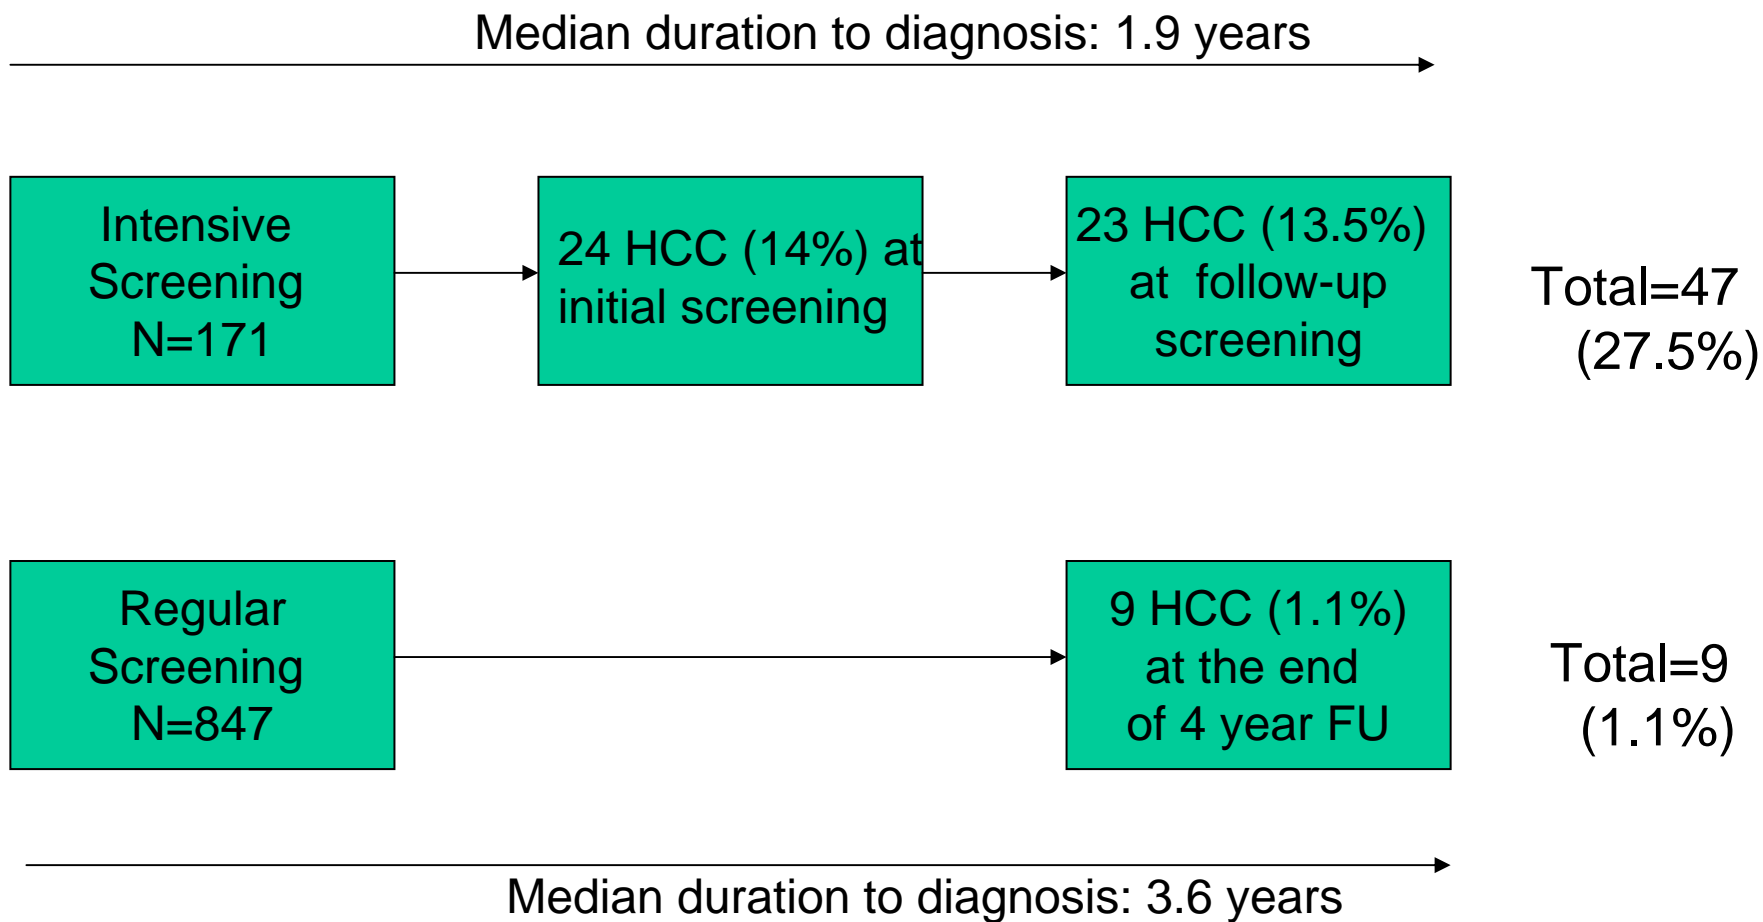 Median duration to diagnosis: 1.9 years
Intensive
Screening
N=171
24 HCC (14%) at
initial screening
23 HCC (13.5%)
at follow-up
screening
Total=47
(27.5%)
Regular
Screening
N=847
9 HCC (1.1%)
at the end
of 4 year FU
Total=9
(1.1%)
Median duration to diagnosis: 3.6 years